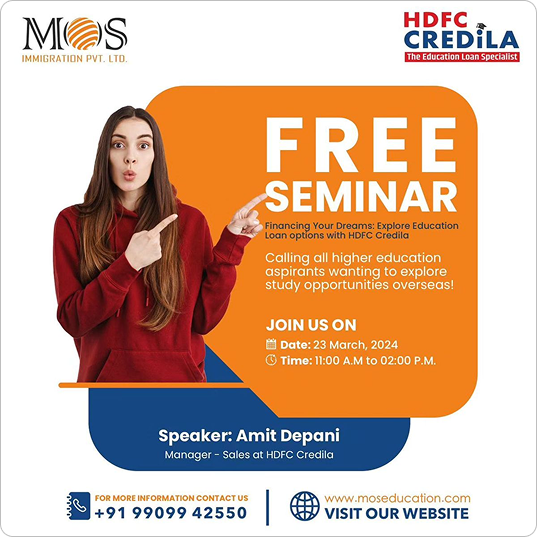 MOS
IMMIGRATION PVT. LTD.
HDFC
CREDiLA
The Education Loan Specialist
FREE
SEMINAR
Financing Your Dreams: Explore Education
Loan options with HDFC Credila
Calling all higher education
aspirants wanting to explore
study opportunities overseas!
JOIN US ON
Date: 23 March, 2024
Time: 11:00 A.M to 02:00 P.M.
Speaker: Amit Depani
Manager - Sales at HDFC Credila
FOR MORE INFORMATION CONTACT US
+91 99099 42550
www.moseducation.com
VISIT OUR WEBSITE